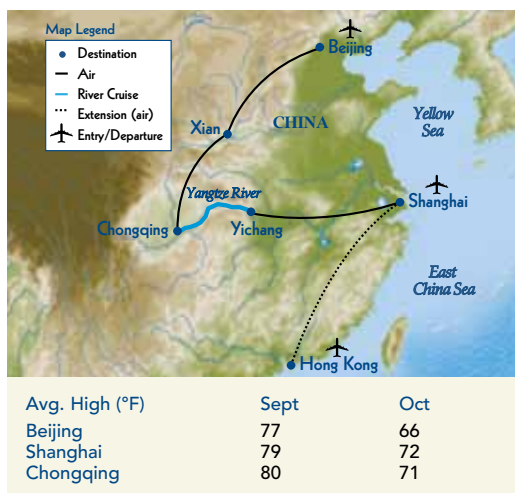 Map Legend
Destination
Air
River Cruise
Extension (air)
Entry/Departure
Beijing
Xian
CHINA
Yellow
Sea
Yangtze River
Shanghai
Chongqing
Yichang
East
China Sea
Hong Kong
Avg. High (°F) Sept Oct
Beijing 77 66
Shanghai 79 72
Chongqing 80 71